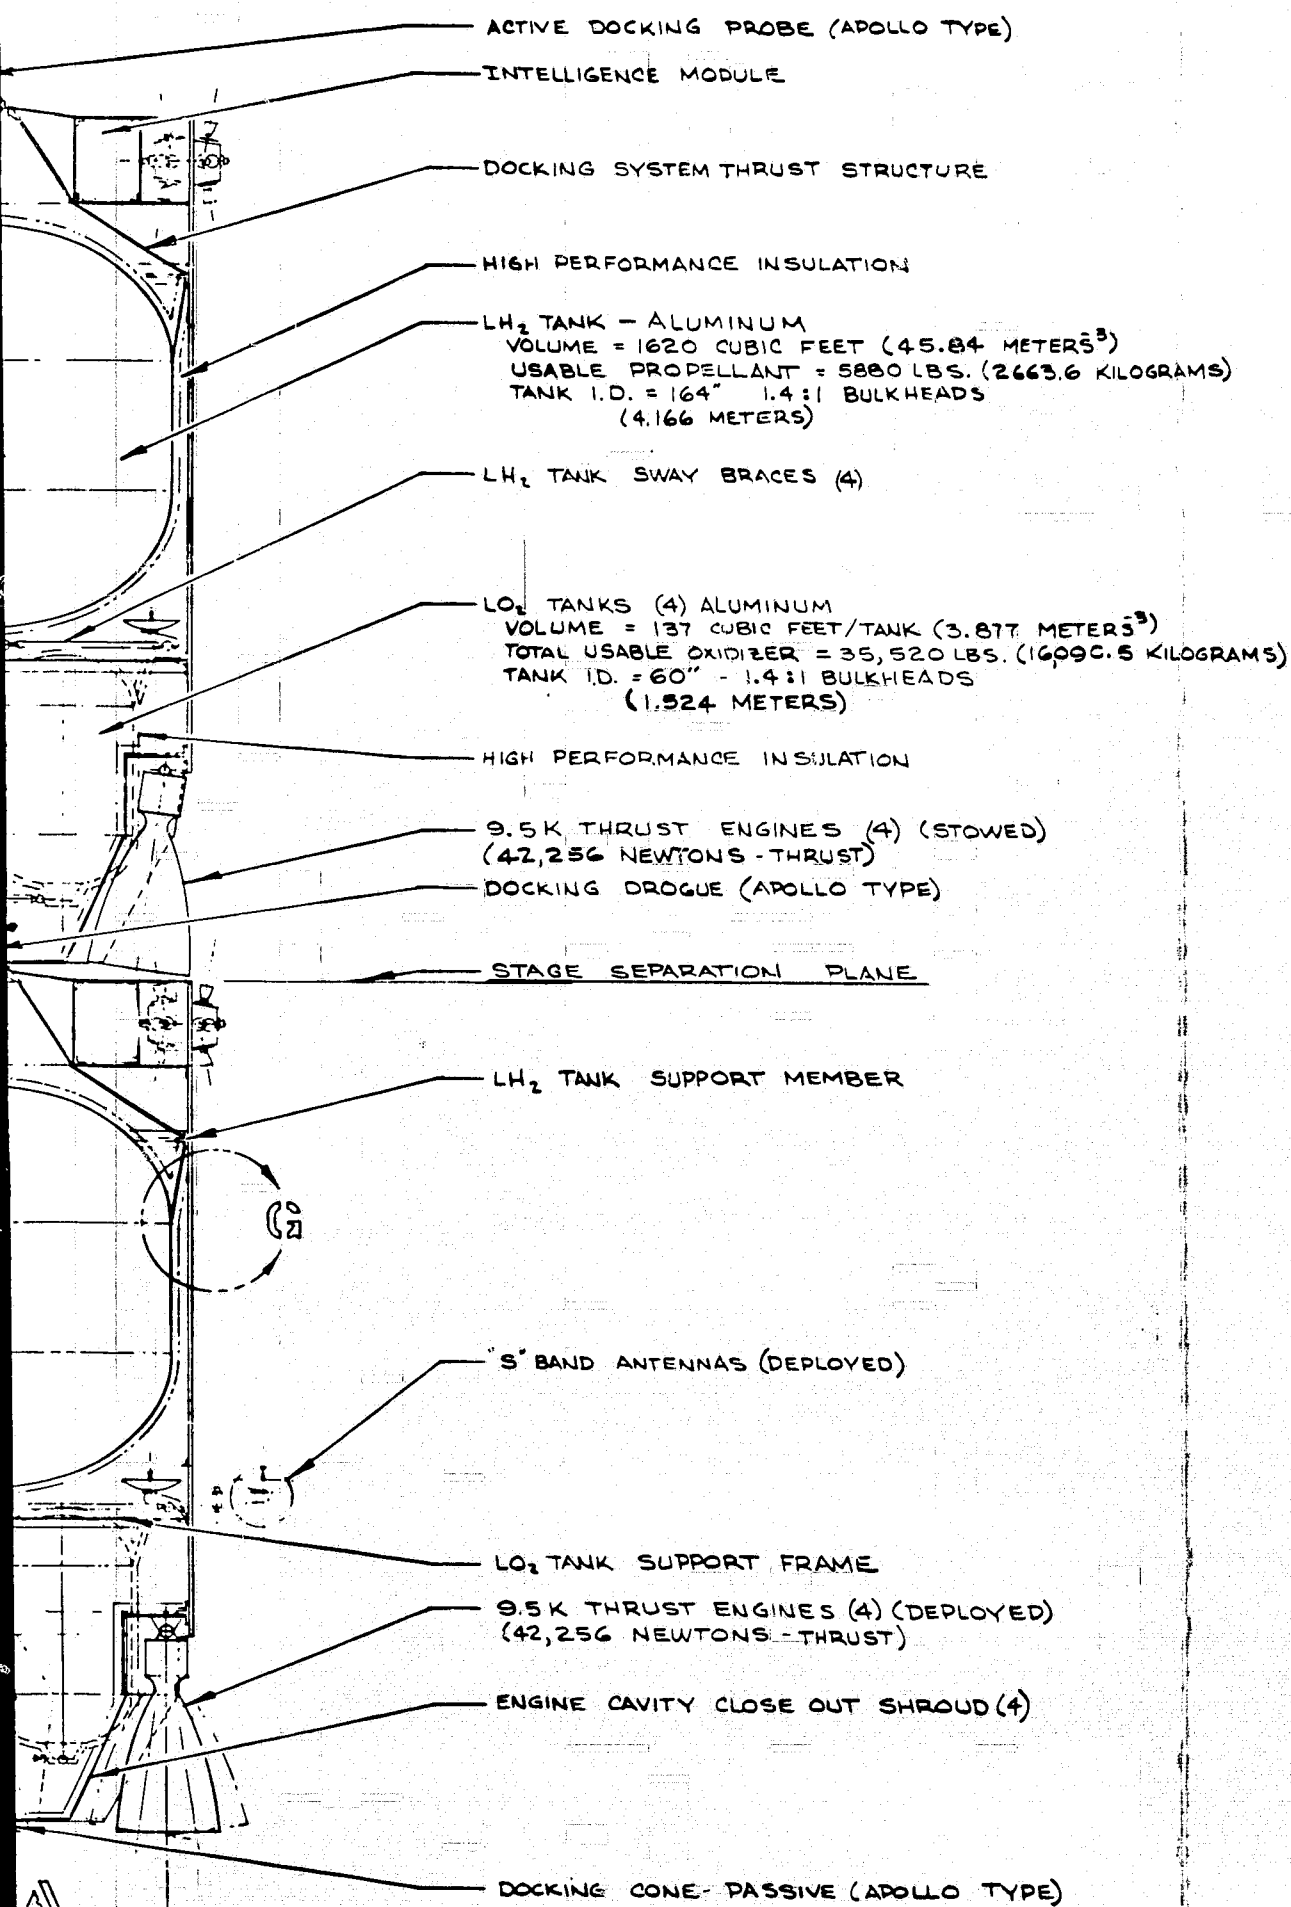 ACTIVE DOCKING PROBE (APOLLO TYPE)
INTELLIGENCE MODULE
DOCKING SYSTEM THRUST STRUCTURE
HIGH PERFORMANCE INSULATION
LH₂ TANK – ALUMINUM
VOLUME = 1620 CUBIC FEET (45.84 METERS³)
USABLE PROPELLANT = 5880 LBS. (2663.6 KILOGRAMS)
TANK I.D. = 164" 1.4:1 BULKHEADS
(4.166 METERS)
LH₂ TANK SWAY BRACES (4)
LO₂ TANKS (4) ALUMINUM
VOLUME = 137 CUBIC FEET/TANK (3.877 METERS³)
TOTAL USABLE OXIDIZER = 35,520 LBS. (16,090.5 KILOGRAMS)
TANK I.D. = 60" - 1.4:1 BULKHEADS
(1.524 METERS)
HIGH PERFORMANCE INSULATION
9.5K THRUST ENGINES (4) (STOWED)
(42,256 NEWTONS - THRUST)
DOCKING DROGUE (APOLLO TYPE)
STAGE SEPARATION PLANE
LH₂ TANK SUPPORT MEMBER
G
"S" BAND ANTENNAS (DEPLOYED)
LO₂ TANK SUPPORT FRAME
9.5K THRUST ENGINES (4) (DEPLOYED)
(42,256 NEWTONS - THRUST)
ENGINE CAVITY CLOSE OUT SHROUD (4)
DOCKING CONE - PASSIVE (APOLLO TYPE)